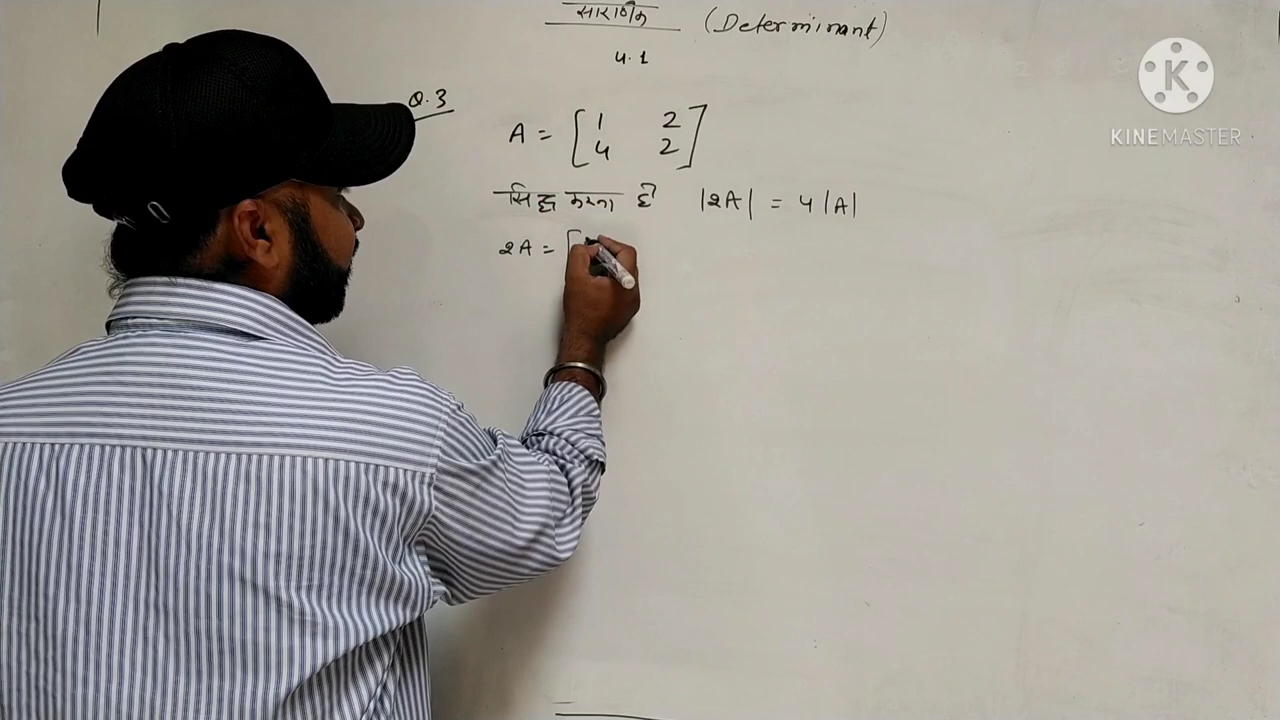 सारणिक (Determinant)
4.1
Q.3
A = [ 1 2
4 2 ]
सिद्ध करना है |2A| = 4|A|
2A = [
KINEMASTER